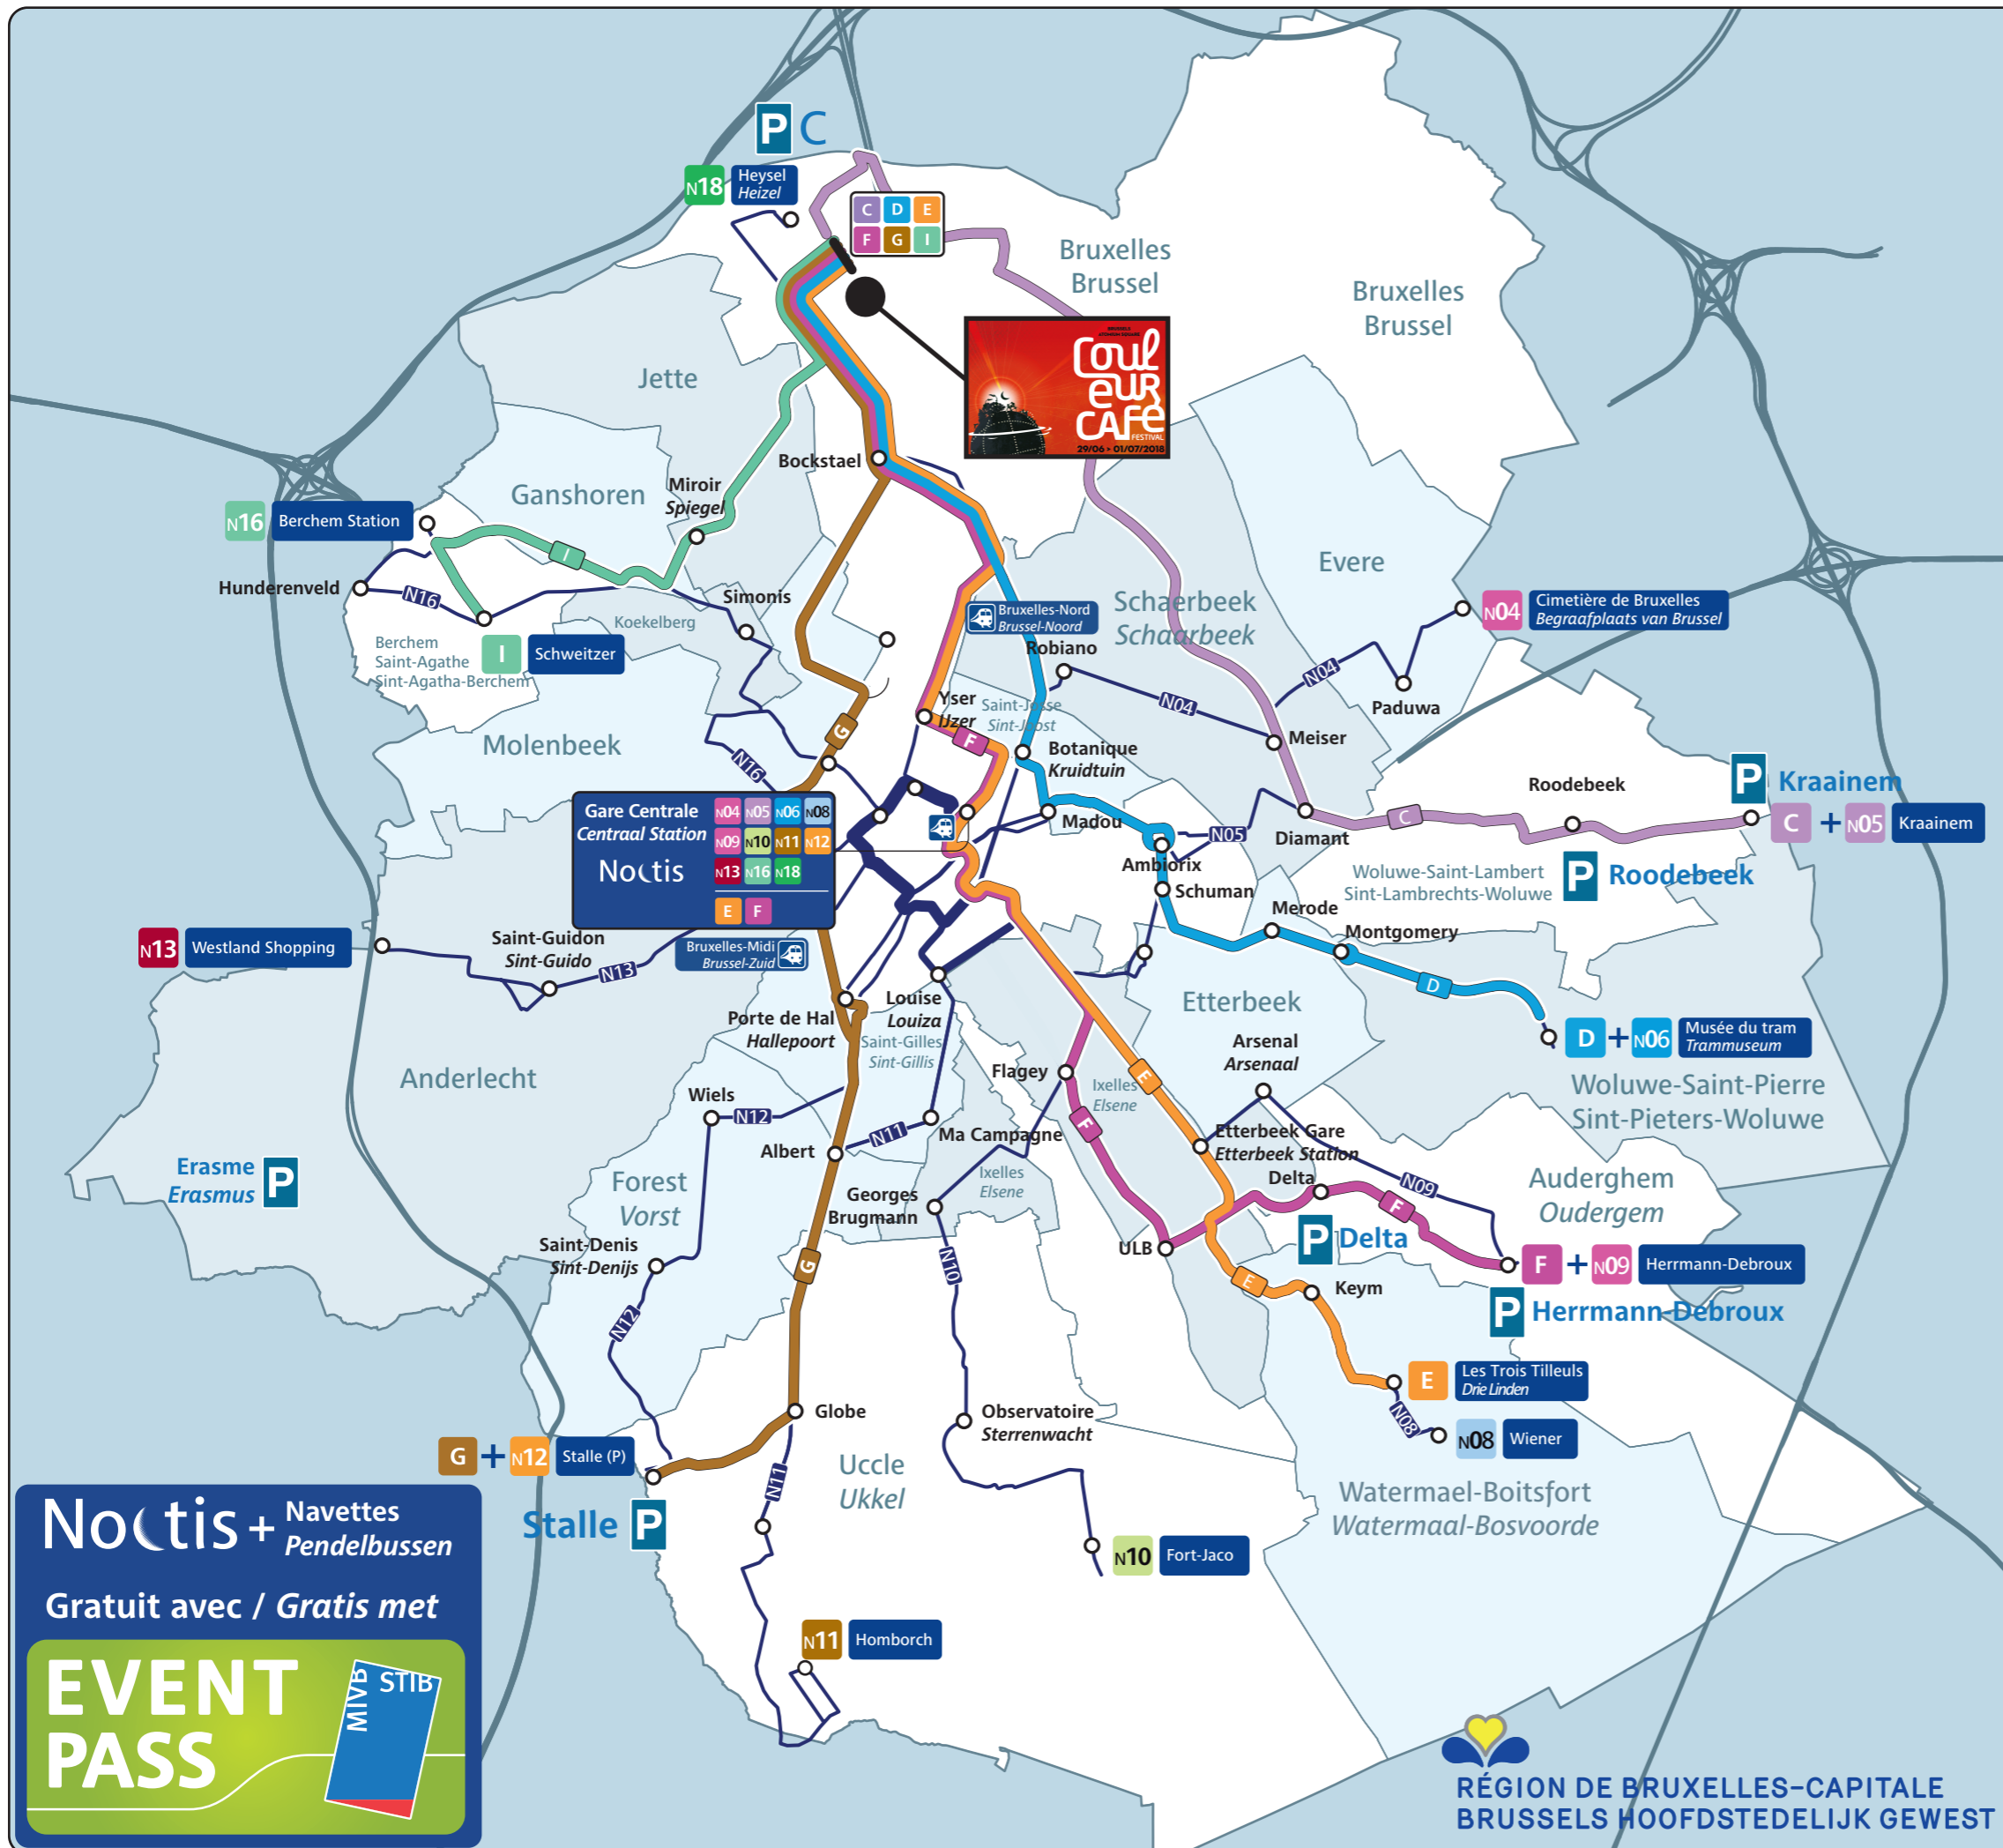 P C
N18 Heysel
Heizel
C D E
F G I
Bruxelles
Brussel
Bruxelles
Brussel
BRUSSELS
ATOMIUM SQUARE
COULEUR CAFé
FESTIVAL
29/06 > 01/07/2018
Jette
Bockstael
Ganshoren
Miroir
Spiegel
N16 Berchem Station
I
Evere
Hunderenveld
N16
Simonis
Koekelberg
Bruxelles-Nord
Brussel-Noord
Schaerbeek
Schaarbeek
N04 Cimetière de Bruxelles
Begraafplaats van Brussel
Berchem
Saint-Agathe
Sint-Agatha-Berchem
I Schweitzer
Robiano
N04
N04
Paduwa
Yser
IJzer
Saint-Josse
Sint-Joost
Meiser
Molenbeek
G
F
Botanique
Kruidtuin
N16
Roodebeek
P Kraainem
C + N05 Kraainem
Gare Centrale
Centraal Station
Noctis
N04 N05 N06 N08
N09 N10 N11 N12
N13 N16 N18
E F
Madou
N05
Diamant
C
Ambiorix
Schuman
Woluwe-Saint-Lambert
Sint-Lambrechts-Woluwe
P Roodebeek
Merode
Montgomery
N13 Westland Shopping
Saint-Guidon
Sint-Guido
N13
Bruxelles-Midi
Brussel-Zuid
D
Louise
Louiza
Etterbeek
Porte de Hal
Hallepoort
Saint-Gilles
Sint-Gillis
D + N06 Musée du tram
Trammuseum
Arsenal
Arsenaal
Anderlecht
Flagey
E
Ixelles
Elsene
Woluwe-Saint-Pierre
Sint-Pieters-Woluwe
Wiels
N12
F
N11
Ma Campagne
Albert
Etterbeek Gare
Etterbeek Station
Erasme
Erasmus
P
Forest
Vorst
Ixelles
Elsene
Delta
N09
Auderghem
Oudergem
Georges
Brugmann
F
Saint-Denis
Sint-Denijs
ULB
P Delta
G
N10
F + N09 Herrmann-Debroux
E
Keym
P Herrmann-Debroux
N12
E Les Trois Tilleuls
Drie Linden
Globe
Observatoire
Sterrenwacht
N08
N08 Wiener
G + N12 Stalle (P)
N11
Uccle
Ukkel
Watermael-Boitsfort
Watermaal-Bosvoorde
Stalle P
N10 Fort-Jaco
Noctis + Navettes
Pendelbussen
Gratuit avec / Gratis met
N11 Homborch
EVENT
PASS
MIVB STIB
RÉGION DE BRUXELLES-CAPITALE
BRUSSELS HOOFDSTEDELIJK GEWEST